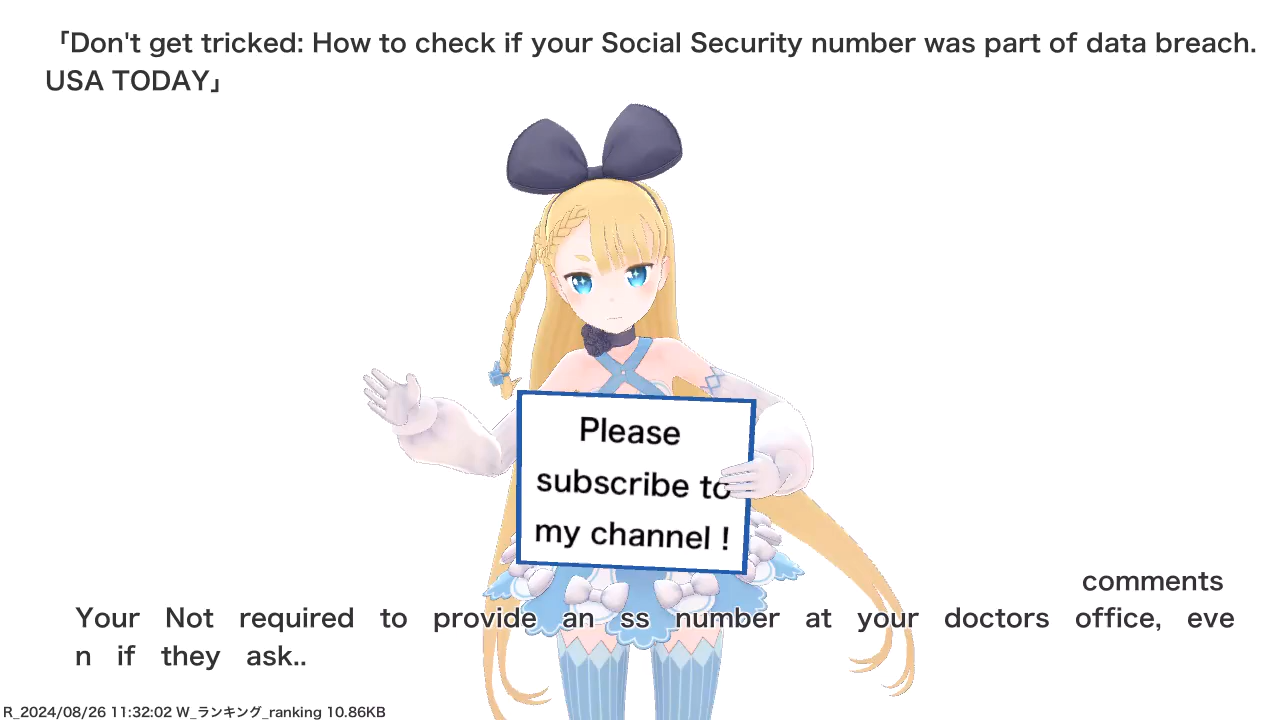 「Don't get tricked: How to check if your Social Security number was part of data breach.
USA TODAY」
Please
subscribe to
my channel !
comments
Your Not required to provide an ss number at your doctors office, eve
n if they ask..
R_2024/08/26 11:32:02 W_ランキング_ranking 10.86KB